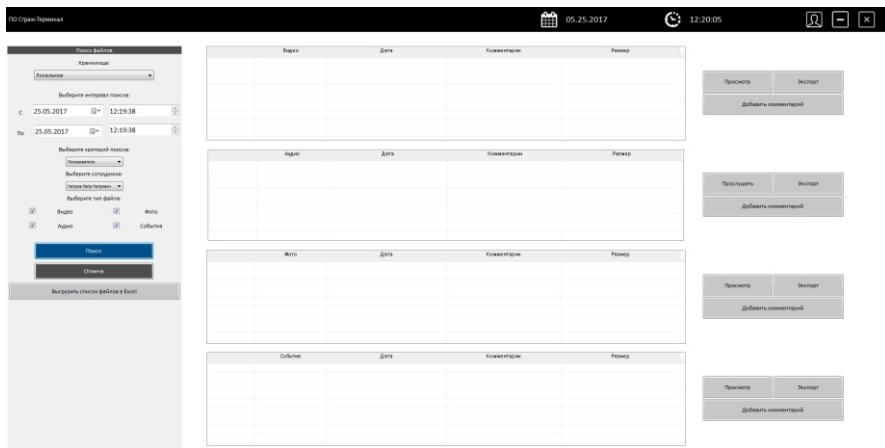 ПО Страж-Терминал 05.25.2017 12:20:05
Поиск файлов
Хранилище:
Локальное
Выберите интервал поиска:
С 25.05.2017 12:19:38
По 25.05.2017 12:19:38
Выберите критерий поиска:
Пользователь
Выберите сотрудника:
Петров Петр Петрович
Выберите тип файла:
Видео Фото
Аудио События
Поиск
Отмена
Выгрузить список файлов в Excel
Видео Дата Комментарии Размер
Просмотр Экспорт
Добавить комментарий
Аудио Дата Комментарии Размер
Прослушать Экспорт
Добавить комментарий
Фото Дата Комментарии Размер
Просмотр Экспорт
Добавить комментарий
Событие Дата Комментарии Размер
Просмотр Экспорт
Добавить комментарий